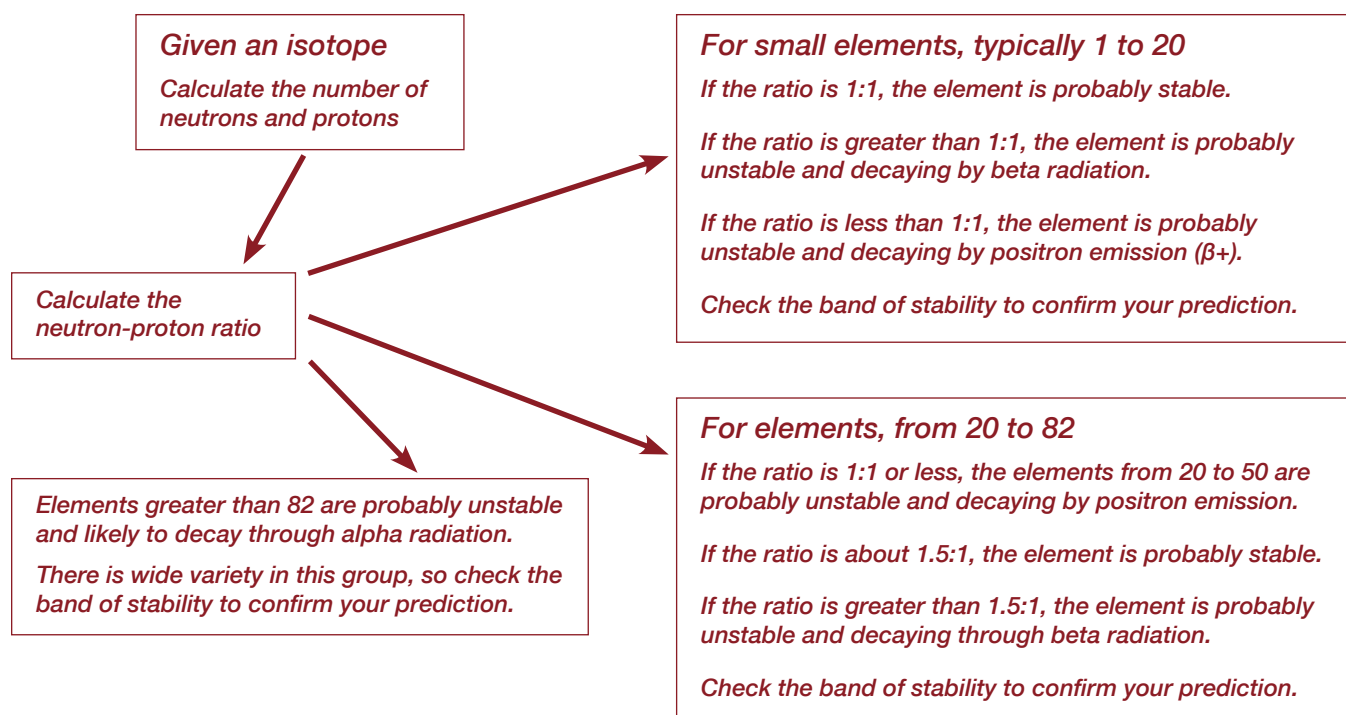 Given an isotope
Calculate the number of
neutrons and protons
Calculate the
neutron-proton ratio
For small elements, typically 1 to 20
If the ratio is 1:1, the element is probably stable.
If the ratio is greater than 1:1, the element is probably
unstable and decaying by beta radiation.
If the ratio is less than 1:1, the element is probably
unstable and decaying by positron emission (β+).
Check the band of stability to confirm your prediction.
For elements, from 20 to 82
If the ratio is 1:1 or less, the elements from 20 to 50 are
probably unstable and decaying by positron emission.
If the ratio is about 1.5:1, the element is probably stable.
If the ratio is greater than 1.5:1, the element is probably
unstable and decaying through beta radiation.
Check the band of stability to confirm your prediction.
Elements greater than 82 are probably unstable
and likely to decay through alpha radiation.
There is wide variety in this group, so check the
band of stability to confirm your prediction.